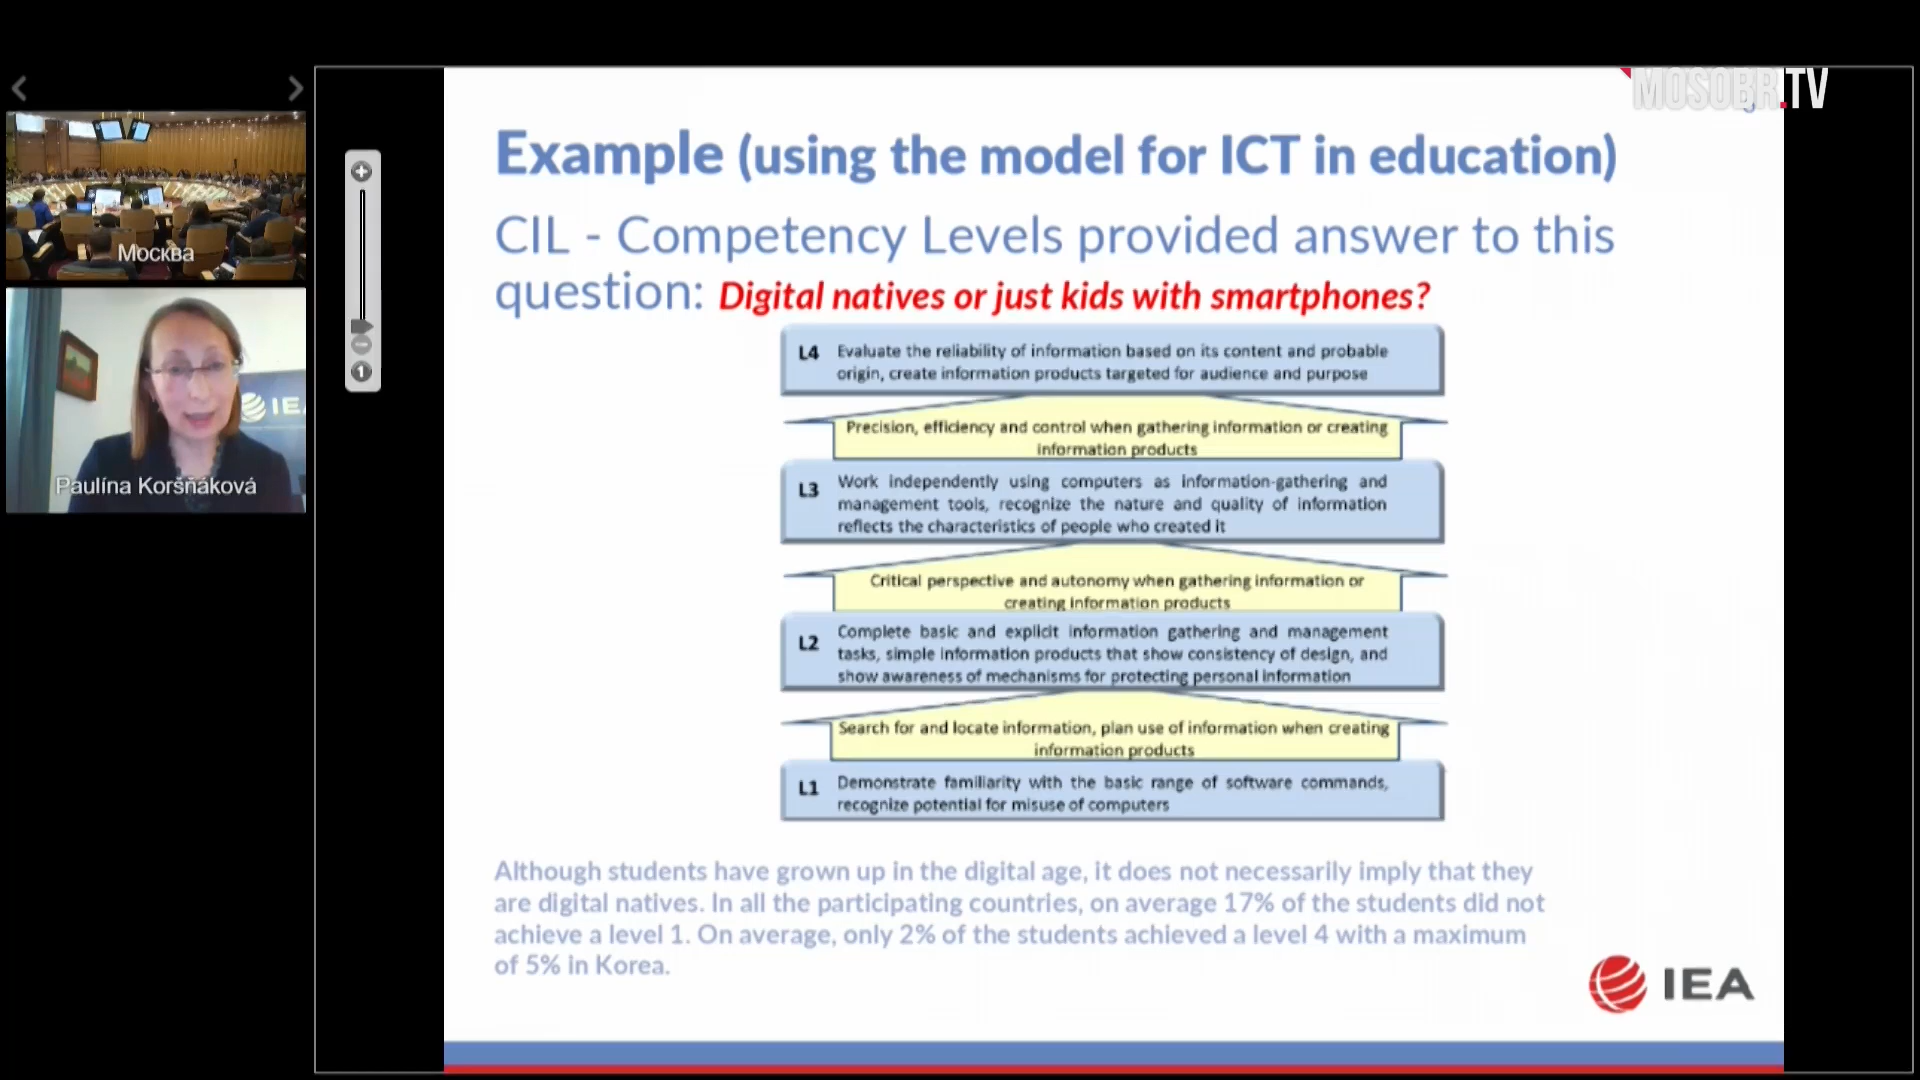 MOSOBR.TV
Москва
IEA
Paulína Koršňáková
1
Example (using the model for ICT in education)
CIL - Competency Levels provided answer to this
question: Digital natives or just kids with smartphones?
L4 Evaluate the reliability of information based on its content and probable
origin, create information products targeted for audience and purpose
Precision, efficiency and control when gathering information or creating
information products
L3 Work independently using computers as information-gathering and
management tools, recognize the nature and quality of information
reflects the characteristics of people who created it
Critical perspective and autonomy when gathering information or
creating information products
L2 Complete basic and explicit information gathering and management
tasks, simple information products that show consistency of design, and
show awareness of mechanisms for protecting personal information
Search for and locate information, plan use of information when creating
information products
L1 Demonstrate familiarity with the basic range of software commands,
recognize potential for misuse of computers
Although students have grown up in the digital age, it does not necessarily imply that they
are digital natives. In all the participating countries, on average 17% of the students did not
achieve a level 1. On average, only 2% of the students achieved a level 4 with a maximum
of 5% in Korea.
IEA